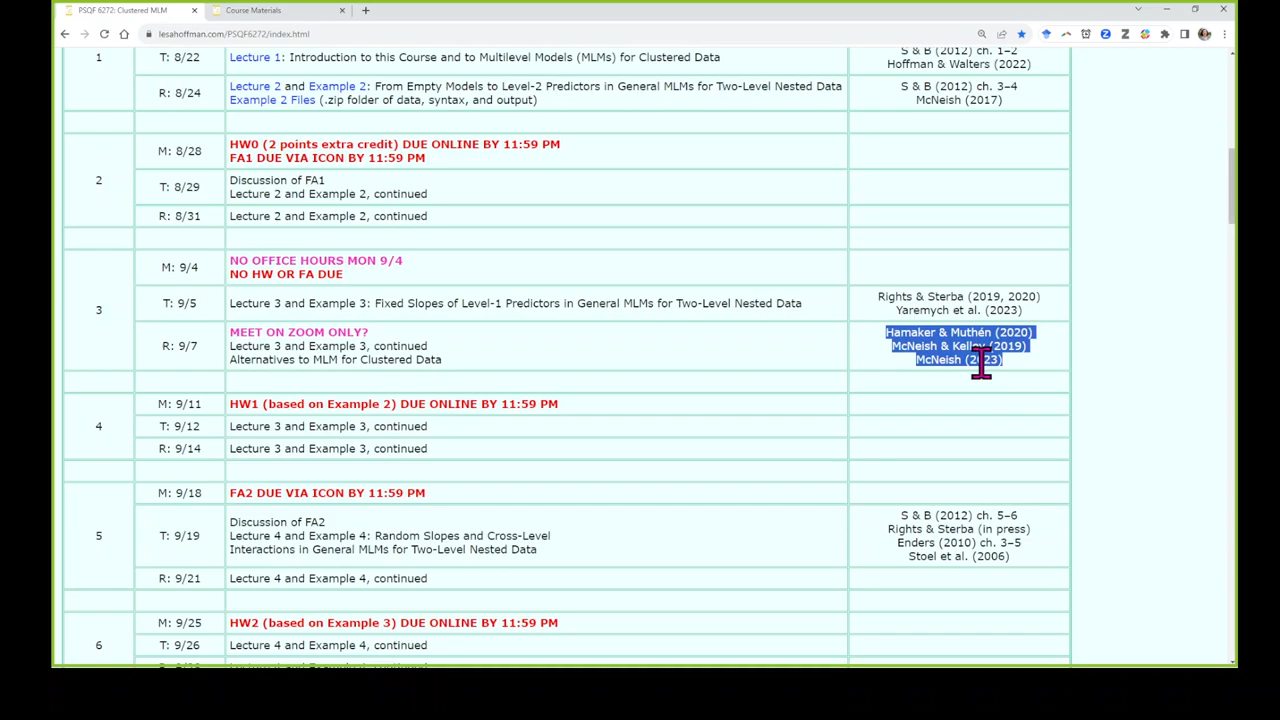 PSQF 6272: Clustered MLM
Course Materials
lesahoffman.com/PSQF6272/index.html
1
T: 8/22
Lecture 1: Introduction to this Course and to Multilevel Models (MLMs) for Clustered Data
S & B (2012) ch. 1–2
Hoffman & Walters (2022)
R: 8/24
Lecture 2 and Example 2: From Empty Models to Level-2 Predictors in General MLMs for Two-Level Nested Data
Example 2 Files (.zip folder of data, syntax, and output)
S & B (2012) ch. 3–4
McNeish (2017)
2
M: 8/28
HW0 (2 points extra credit) DUE ONLINE BY 11:59 PM
FA1 DUE VIA ICON BY 11:59 PM
T: 8/29
Discussion of FA1
Lecture 2 and Example 2, continued
R: 8/31
Lecture 2 and Example 2, continued
3
M: 9/4
NO OFFICE HOURS MON 9/4
NO HW OR FA DUE
T: 9/5
Lecture 3 and Example 3: Fixed Slopes of Level-1 Predictors in General MLMs for Two-Level Nested Data
Rights & Sterba (2019, 2020)
Yaremych et al. (2023)
R: 9/7
MEET ON ZOOM ONLY?
Lecture 3 and Example 3, continued
Alternatives to MLM for Clustered Data
Hamaker & Muthén (2020)
McNeish & Kelley (2019)
McNeish (2023)
4
M: 9/11
HW1 (based on Example 2) DUE ONLINE BY 11:59 PM
T: 9/12
Lecture 3 and Example 3, continued
R: 9/14
Lecture 3 and Example 3, continued
5
M: 9/18
FA2 DUE VIA ICON BY 11:59 PM
T: 9/19
Discussion of FA2
Lecture 4 and Example 4: Random Slopes and Cross-Level
Interactions in General MLMs for Two-Level Nested Data
S & B (2012) ch. 5–6
Rights & Sterba (in press)
Enders (2010) ch. 3–5
Stoel et al. (2006)
R: 9/21
Lecture 4 and Example 4, continued
6
M: 9/25
HW2 (based on Example 3) DUE ONLINE BY 11:59 PM
T: 9/26
Lecture 4 and Example 4, continued